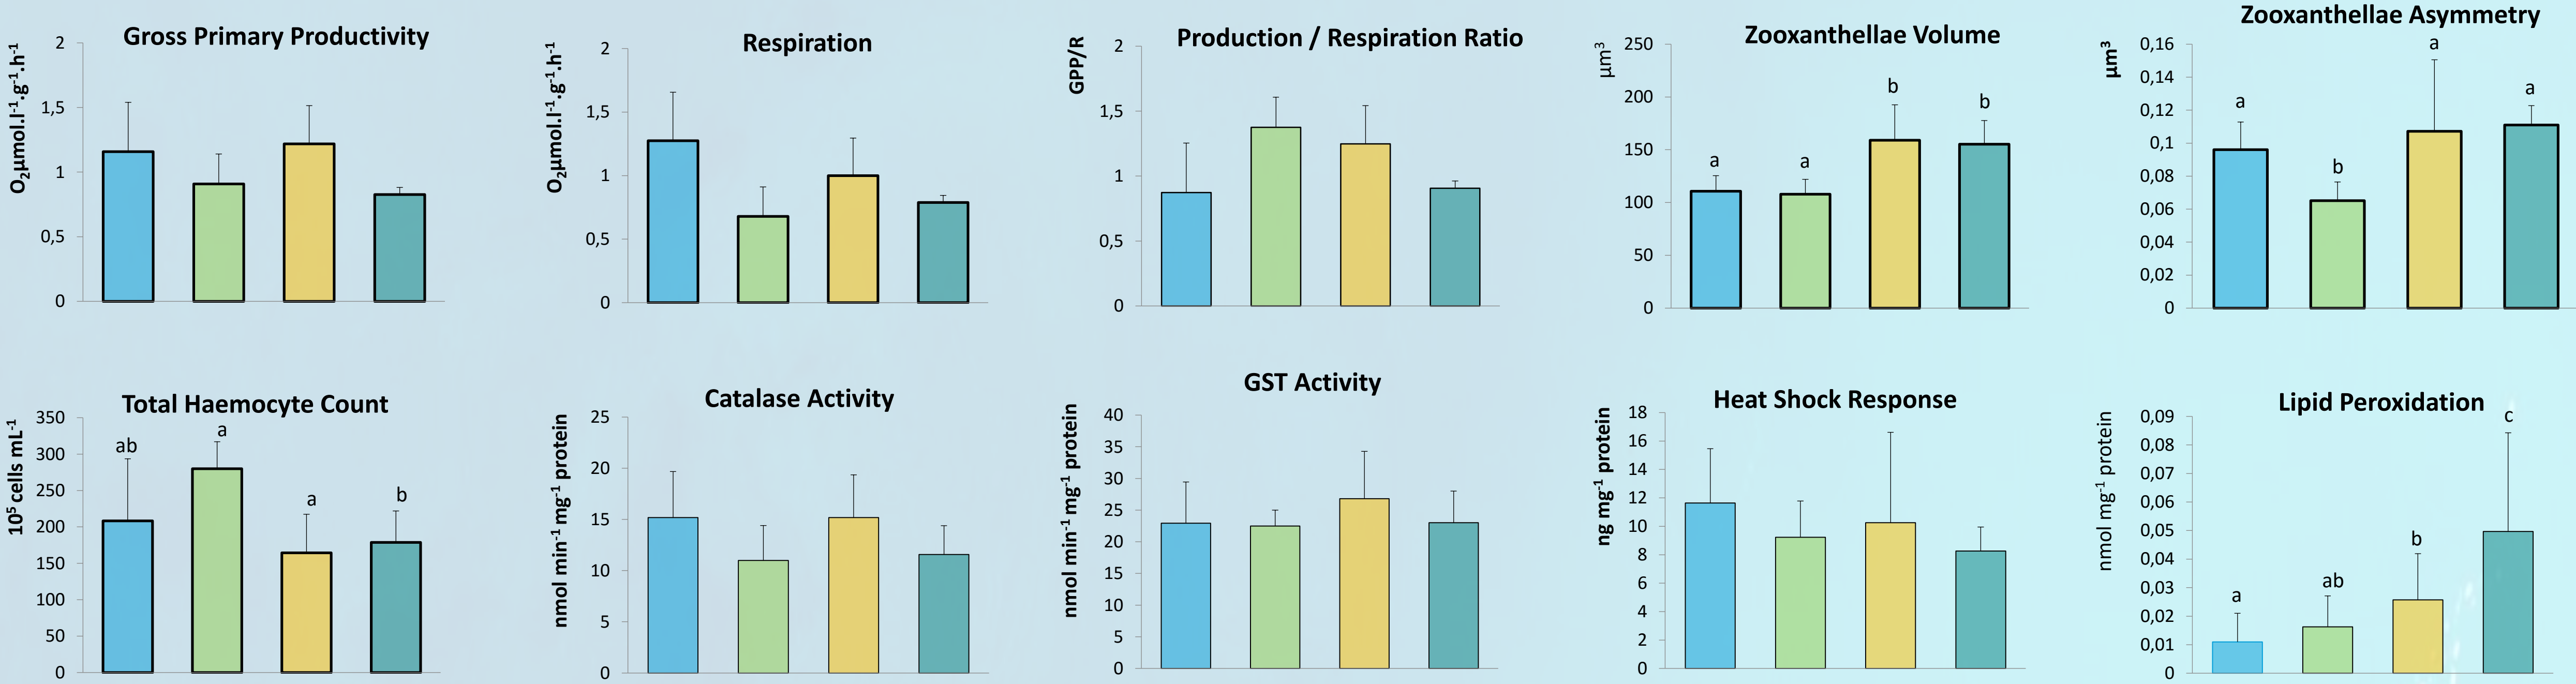 Gross Primary Productivity
O2µmol.l-1.g-1.h-1
2
1,5
1
0,5
0
Respiration
O2µmol.l-1.g-1.h-1
2
1,5
1
0,5
0
Production / Respiration Ratio
GPP/R
2
1,5
1
0,5
0
Zooxanthellae Volume
µm³
250
200
150
100
50
0
a
a
b
b
Zooxanthellae Asymmetry
µm³
0,16
0,14
0,12
0,1
0,08
0,06
0,04
0,02
0
a
b
a
a
Total Haemocyte Count
10⁵ cells mL-1
350
300
250
200
150
100
50
0
ab
a
a
b
Catalase Activity
nmol min-1 mg-1 protein
25
20
15
10
5
0
GST Activity
nmol min-1 mg-1 protein
40
35
30
25
20
15
10
5
0
Heat Shock Response
ng mg-1 protein
18
16
14
12
10
8
6
4
2
0
Lipid Peroxidation
nmol mg-1 protein
0,09
0,08
0,07
0,06
0,05
0,04
0,03
0,02
0,01
0
a
ab
b
c